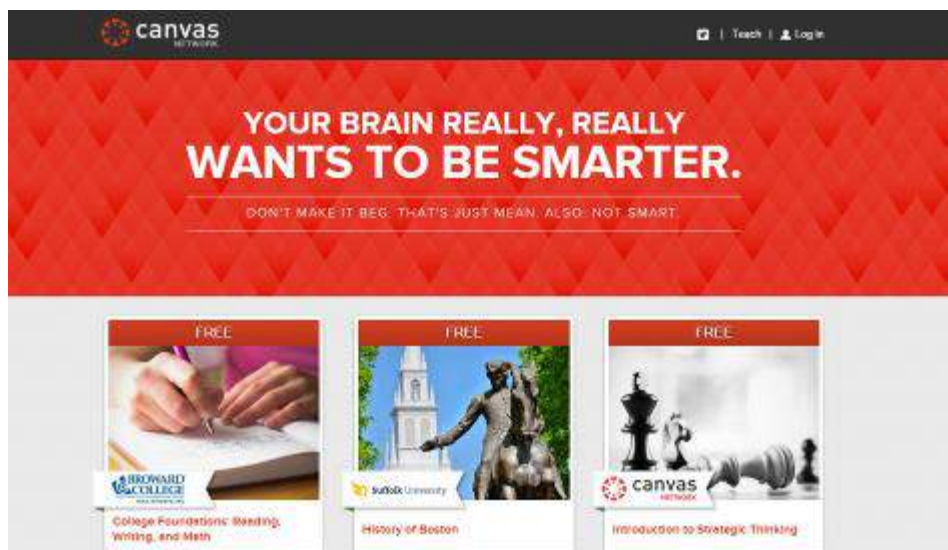 canvas
NETWORK
| Teach | Log In
YOUR BRAIN REALLY, REALLY
WANTS TO BE SMARTER.
DON'T MAKE IT BEG. THAT'S JUST MEAN. ALSO: NOT SMART.
FREE
FREE
FREE
BROWARD
COLLEGE
Suffolk University
canvas
NETWORK
College Foundations: Reading,
Writing, and Math
History of Boston
Introduction to Strategic Thinking